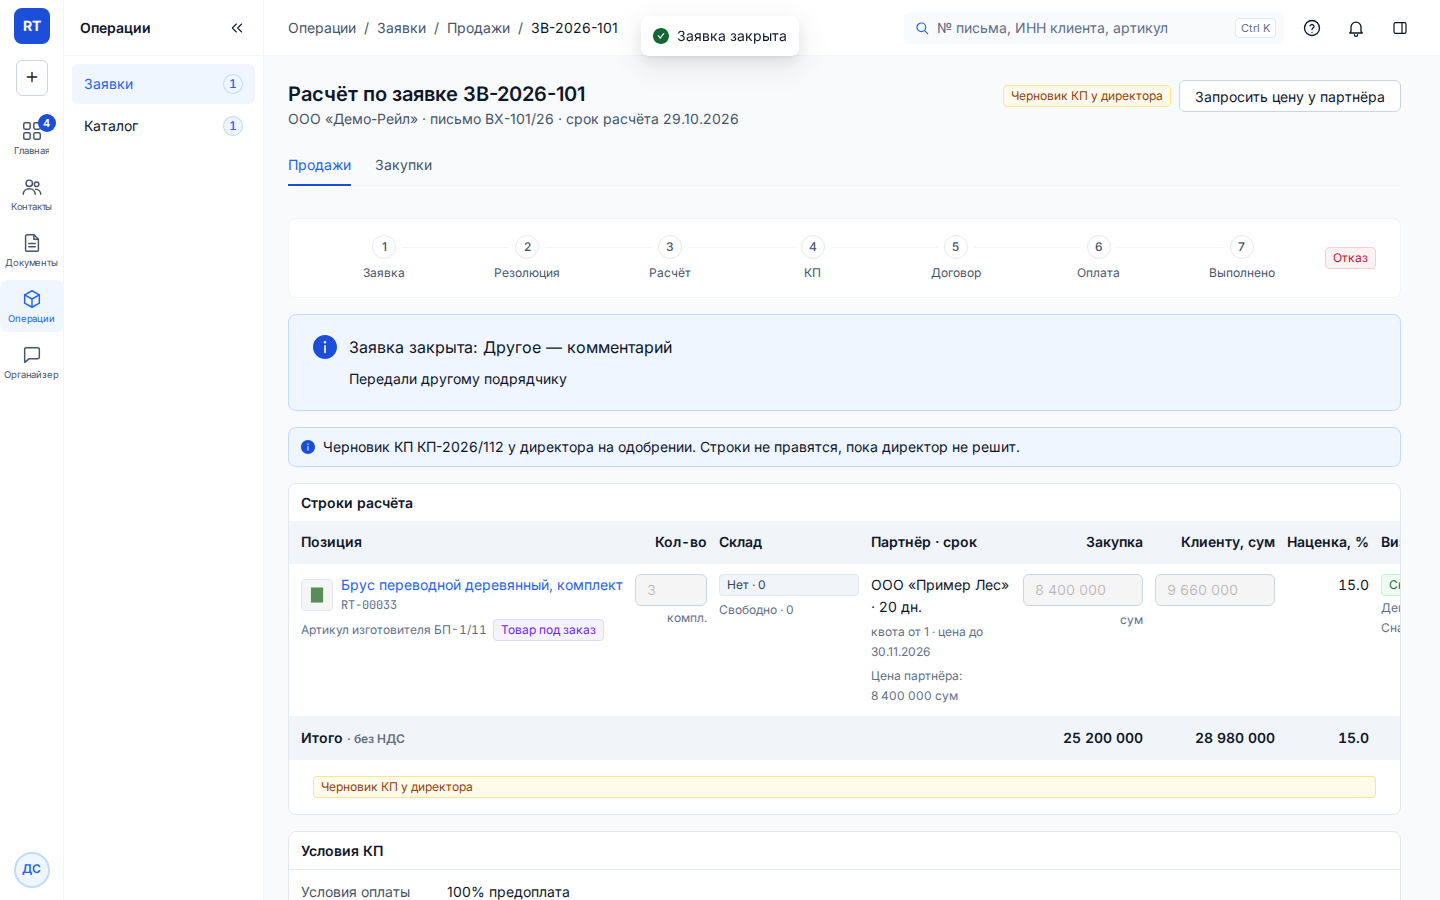 RT
Операции
Операции / Заявки / Продажи / ЗВ-2026-101
Заявка закрыта
№ письма, ИНН клиента, артикул
Ctrl K
4
Главная
Контакты
Документы
Операции
Органайзер
ДС
Заявки 1
Каталог 1
Расчёт по заявке ЗВ-2026-101
ООО «Демо-Рейл» · письмо ВХ-101/26 · срок расчёта 29.10.2026
Черновик КП у директора
Запросить цену у партнёра
Продажи Закупки
1 2 3 4 5 6 7
Заявка Резолюция Расчёт КП Договор Оплата Выполнено
Отказ
Заявка закрыта: Другое — комментарий
Передали другому подрядчику
Черновик КП КП-2026/112 у директора на одобрении. Строки не правятся, пока директор не решит.
Строки расчёта
Позиция Кол-во Склад Партнёр · срок Закупка Клиенту, сум Наценка, %
Брус переводной деревянный, комплект
RT-00033
Артикул изготовителя БП-1/11
Товар под заказ
3
компл.
Нет · 0
Свободно · 0
ООО «Пример Лес»
· 20 дн.
квота от 1 · цена до
30.11.2026
Цена партнёра:
8 400 000 сум
8 400 000
сум
9 660 000
15.0
Итого · без НДС 25 200 000 28 980 000 15.0
Черновик КП у директора
Условия КП
Условия оплаты 100% предоплата